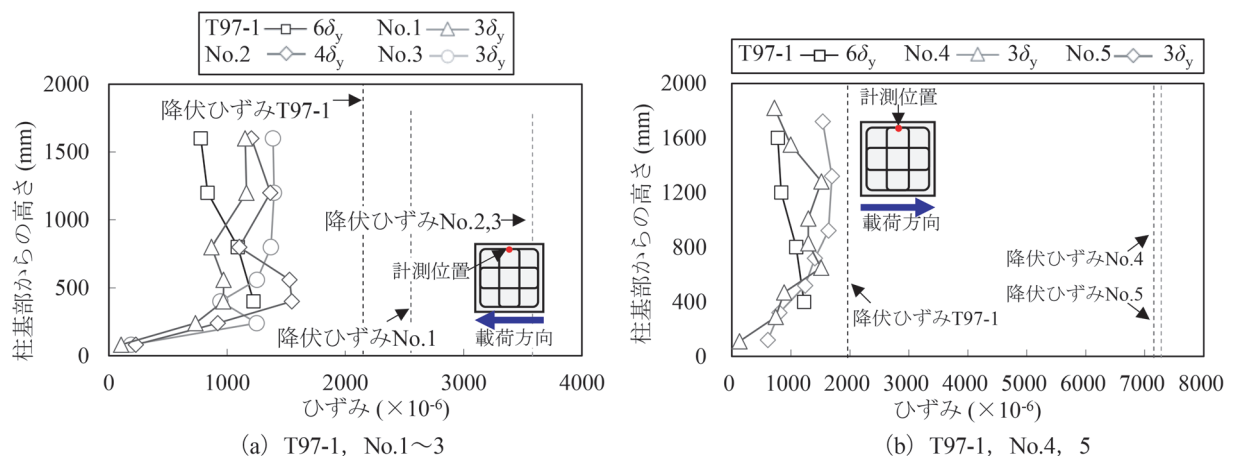 T97-1 6δy No.1 3δy
No.2 4δy No.3 3δy
2000
1500
1000
500
0
柱基部からの高さ (mm)
降伏ひずみT97-1
降伏ひずみNo.2,3
計測位置
降伏ひずみNo.1
載荷方向
0 1000 2000 3000 4000
ひずみ (×10-6)
(a) T97-1, No.1～3
T97-1 6δy No.4 3δy No.5 3δy
2000
1600
1200
800
400
0
柱基部からの高さ (mm)
計測位置
載荷方向
降伏ひずみNo.4
降伏ひずみNo.5
降伏ひずみT97-1
0 1000 2000 3000 4000 5000 6000 7000 8000
ひずみ (×10-6)
(b) T97-1, No.4, 5